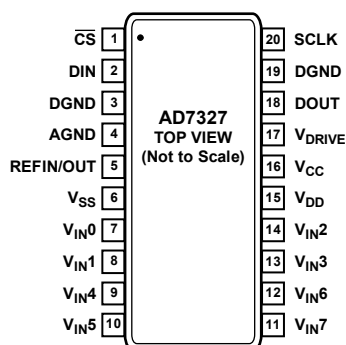 CS 1
DIN 2
DGND 3
AGND 4
REFIN/OUT 5
VSS 6
VIN0 7
VIN1 8
VIN4 9
VIN5 10
AD7327
TOP VIEW
(Not to Scale)
20 SCLK
19 DGND
18 DOUT
17 VDRIVE
16 VCC
15 VDD
14 VIN2
13 VIN3
12 VIN6
11 VIN7